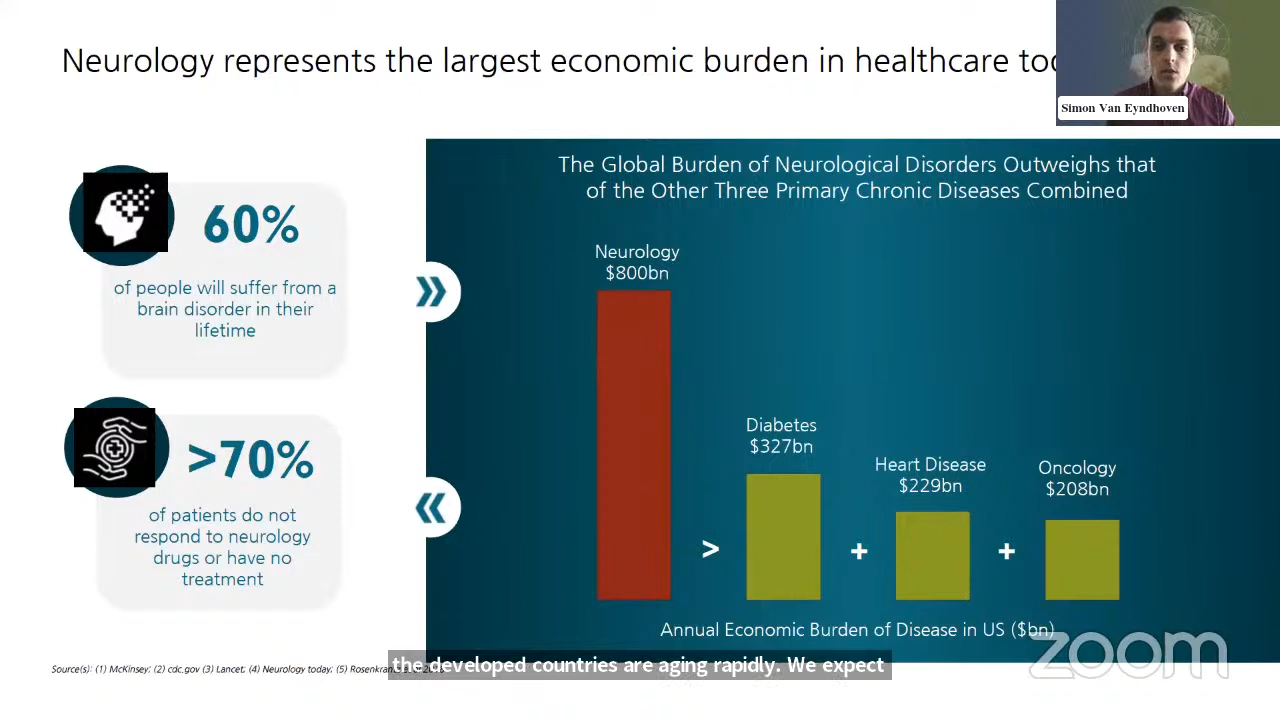 Neurology represents the largest economic burden in healthcare
Simon Van Eyndhoven
The Global Burden of Neurological Disorders Outweighs that
of the Other Three Primary Chronic Diseases Combined
60%
of people will suffer from a
brain disorder in their
lifetime
>70%
of patients do not
respond to neurology
drugs or have no
treatment
Neurology
$800bn
Diabetes
$327bn
Heart Disease
$229bn
Oncology
$208bn
> + +
Annual Economic Burden of Disease in US ($bn)
zoom
Source(s): (1) McKinsey; (2) cdc.gov (3) Lancet; (4) Neurology today; (5)
the developed countries are aging rapidly. We expect